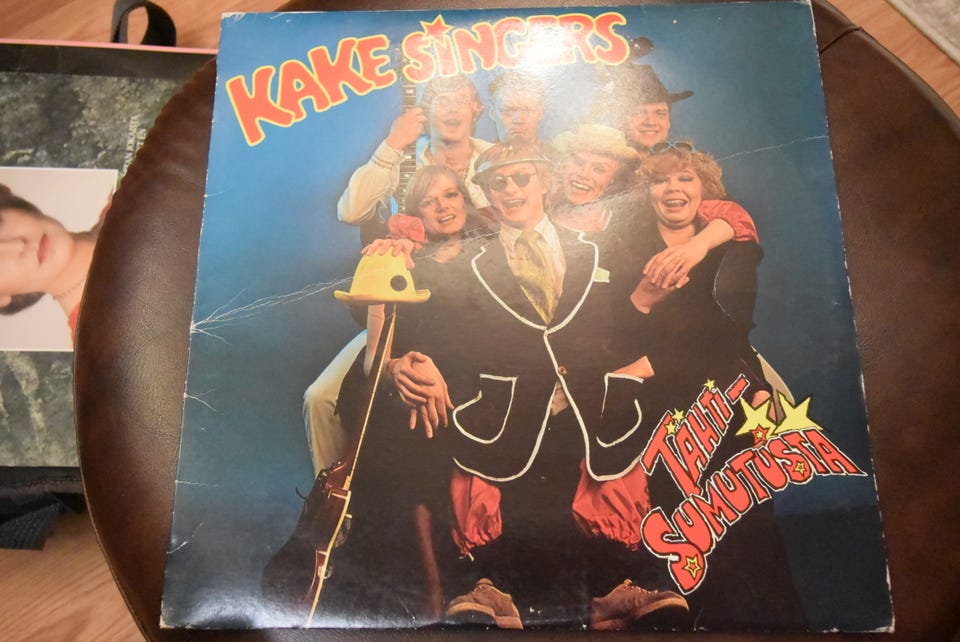 KAKE SINGERS
TÄHTI-
SUMUTUSTA